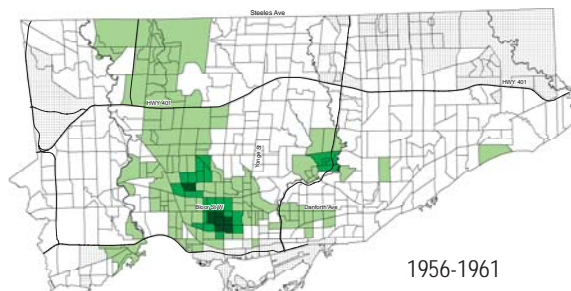 Steeles Ave
HWY 401
HWY 401
Yonge St
Bloor St W
Danforth Ave
1956-1961